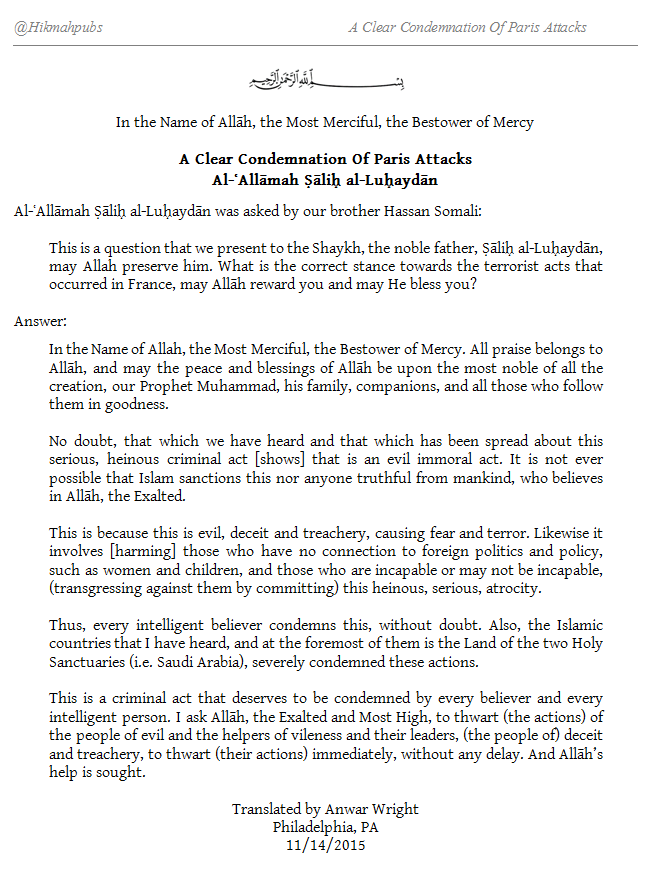 @Hikmahpubs A Clear Condemnation Of Paris Attacks
بِسْمِ اللَّهِ الرَّحْمَٰنِ الرَّحِيمِ
In the Name of Allāh, the Most Merciful, the Bestower of Mercy
A Clear Condemnation Of Paris Attacks
Al-ʿAllāmah Ṣāliḥ al-Luḥaydān
Al-ʿAllāmah Ṣāliḥ al-Luḥaydān was asked by our brother Hassan Somali:
This is a question that we present to the Shaykh, the noble father, Ṣāliḥ al-Luḥaydān,
may Allah preserve him. What is the correct stance towards the terrorist acts that
occurred in France, may Allāh reward you and may He bless you?
Answer:
In the Name of Allah, the Most Merciful, the Bestower of Mercy. All praise belongs to
Allāh, and may the peace and blessings of Allāh be upon the most noble of all the
creation, our Prophet Muhammad, his family, companions, and all those who follow
them in goodness.
No doubt, that which we have heard and that which has been spread about this
serious, heinous criminal act [shows] that is an evil immoral act. It is not ever
possible that Islam sanctions this nor anyone truthful from mankind, who believes
in Allāh, the Exalted.
This is because this is evil, deceit and treachery, causing fear and terror. Likewise it
involves [harming] those who have no connection to foreign politics and policy,
such as women and children, and those who are incapable or may not be incapable,
(transgressing against them by committing) this heinous, serious, atrocity.
Thus, every intelligent believer condemns this, without doubt. Also, the Islamic
countries that I have heard, and at the foremost of them is the Land of the two Holy
Sanctuaries (i.e. Saudi Arabia), severely condemned these actions.
This is a criminal act that deserves to be condemned by every believer and every
intelligent person. I ask Allāh, the Exalted and Most High, to thwart (the actions) of
the people of evil and the helpers of vileness and their leaders, (the people of) deceit
and treachery, to thwart (their actions) immediately, without any delay. And Allāh's
help is sought.
Translated by Anwar Wright
Philadelphia, PA
11/14/2015